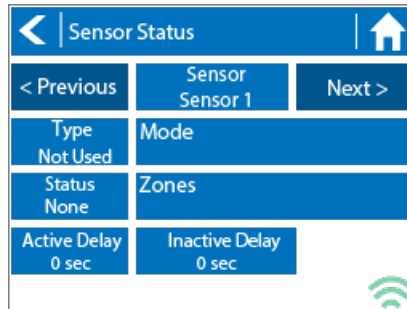 Sensor Status
< Previous
Sensor
Sensor 1
Next >
Type
Not Used
Mode
Status
None
Zones
Active Delay
0 sec
Inactive Delay
0 sec